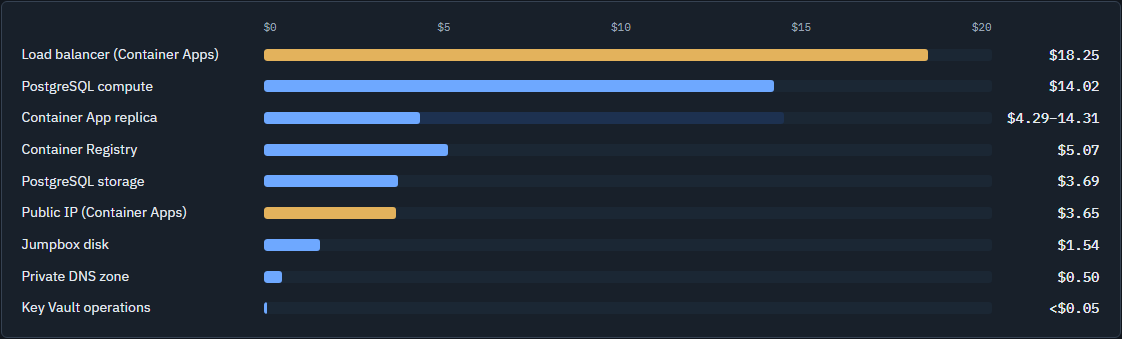 $0 $5 $10 $15 $20
Load balancer (Container Apps) $18.25
PostgreSQL compute $14.02
Container App replica $4.29–14.31
Container Registry $5.07
PostgreSQL storage $3.69
Public IP (Container Apps) $3.65
Jumpbox disk $1.54
Private DNS zone $0.50
Key Vault operations <$0.05